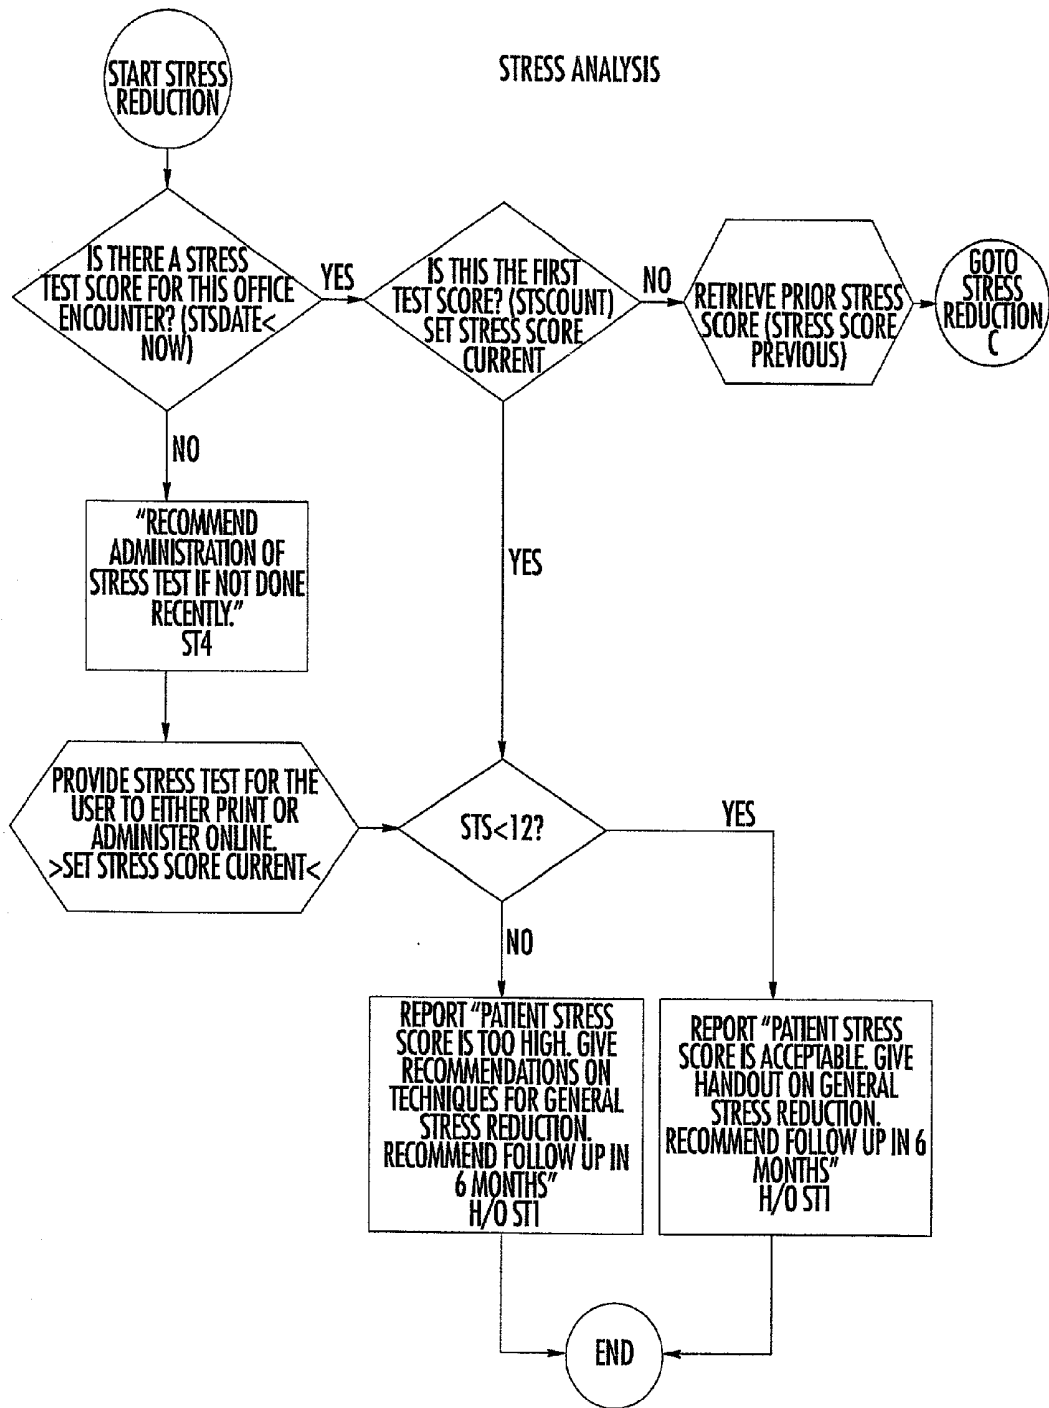 STRESS ANALYSIS
START STRESS
REDUCTION
IS THERE A STRESS
TEST SCORE FOR THIS OFFICE
ENCOUNTER? (STSDATE<
NOW)
YES
IS THIS THE FIRST
TEST SCORE? (STSCOUNT)
SET STRESS SCORE
CURRENT
NO
RETRIEVE PRIOR STRESS
SCORE (STRESS SCORE
PREVIOUS)
GOTO
STRESS
REDUCTION
C
NO
"RECOMMEND
ADMINISTRATION OF
STRESS TEST IF NOT DONE
RECENTLY."
ST4
YES
PROVIDE STRESS TEST FOR THE
USER TO EITHER PRINT OR
ADMINISTER ONLINE.
>SET STRESS SCORE CURRENT<
STS<12?
YES
NO
REPORT "PATIENT STRESS
SCORE IS TOO HIGH. GIVE
RECOMMENDATIONS ON
TECHNIQUES FOR GENERAL
STRESS REDUCTION.
RECOMMEND FOLLOW UP IN
6 MONTHS"
H/O ST1
REPORT "PATIENT STRESS
SCORE IS ACCEPTABLE. GIVE
HANDOUT ON GENERAL
STRESS REDUCTION.
RECOMMEND FOLLOW UP IN 6
MONTHS"
H/O ST1
END